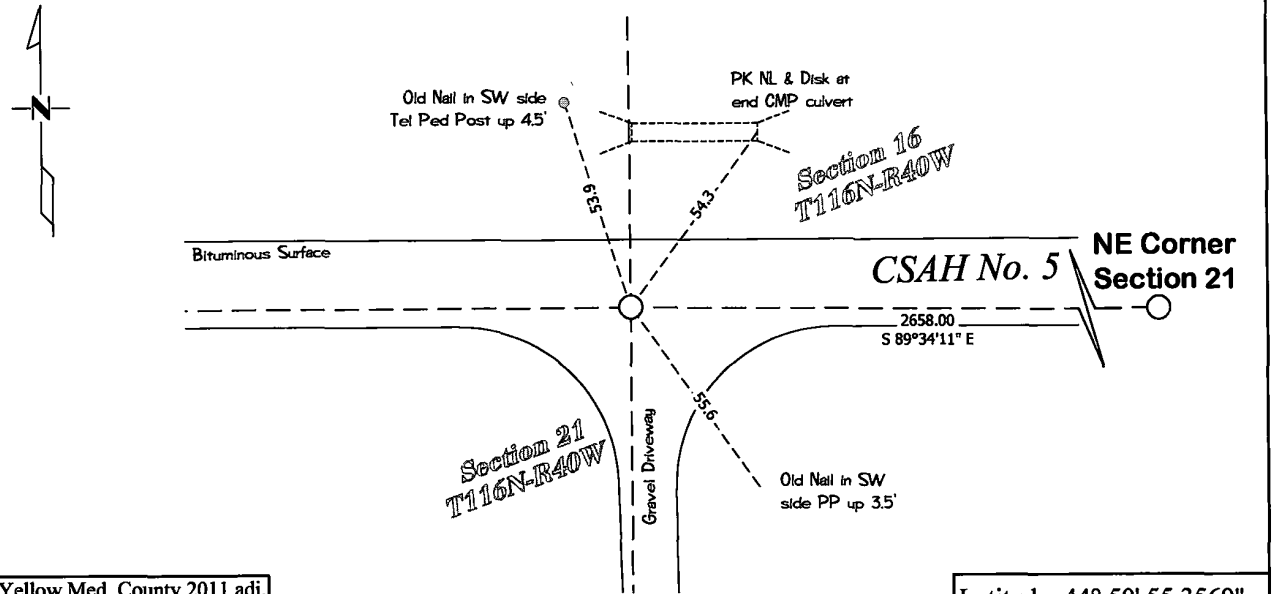 N
Old Nail in SW side
Tel Ped Post up 4.5'
PK NL & Disk at
end CMP culvert
Section 16
T116N-R40W
53.9
54.3
Bituminous Surface
CSAH No. 5
NE Corner
Section 21
2658.00
S 89°34'11" E
55.6
Section 21
T116N-R40W
Gravel Driveway
Old Nail in SW
side PP up 3.5'
Yellow Med. County 2011 adj.